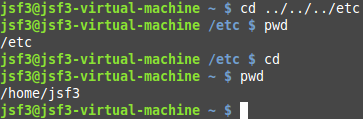 jsf3@jsf3-virtual-machine ~ $ cd ../../../etc
jsf3@jsf3-virtual-machine /etc $ pwd
/etc
jsf3@jsf3-virtual-machine /etc $ cd
jsf3@jsf3-virtual-machine ~ $ pwd
/home/jsf3
jsf3@jsf3-virtual-machine ~ $